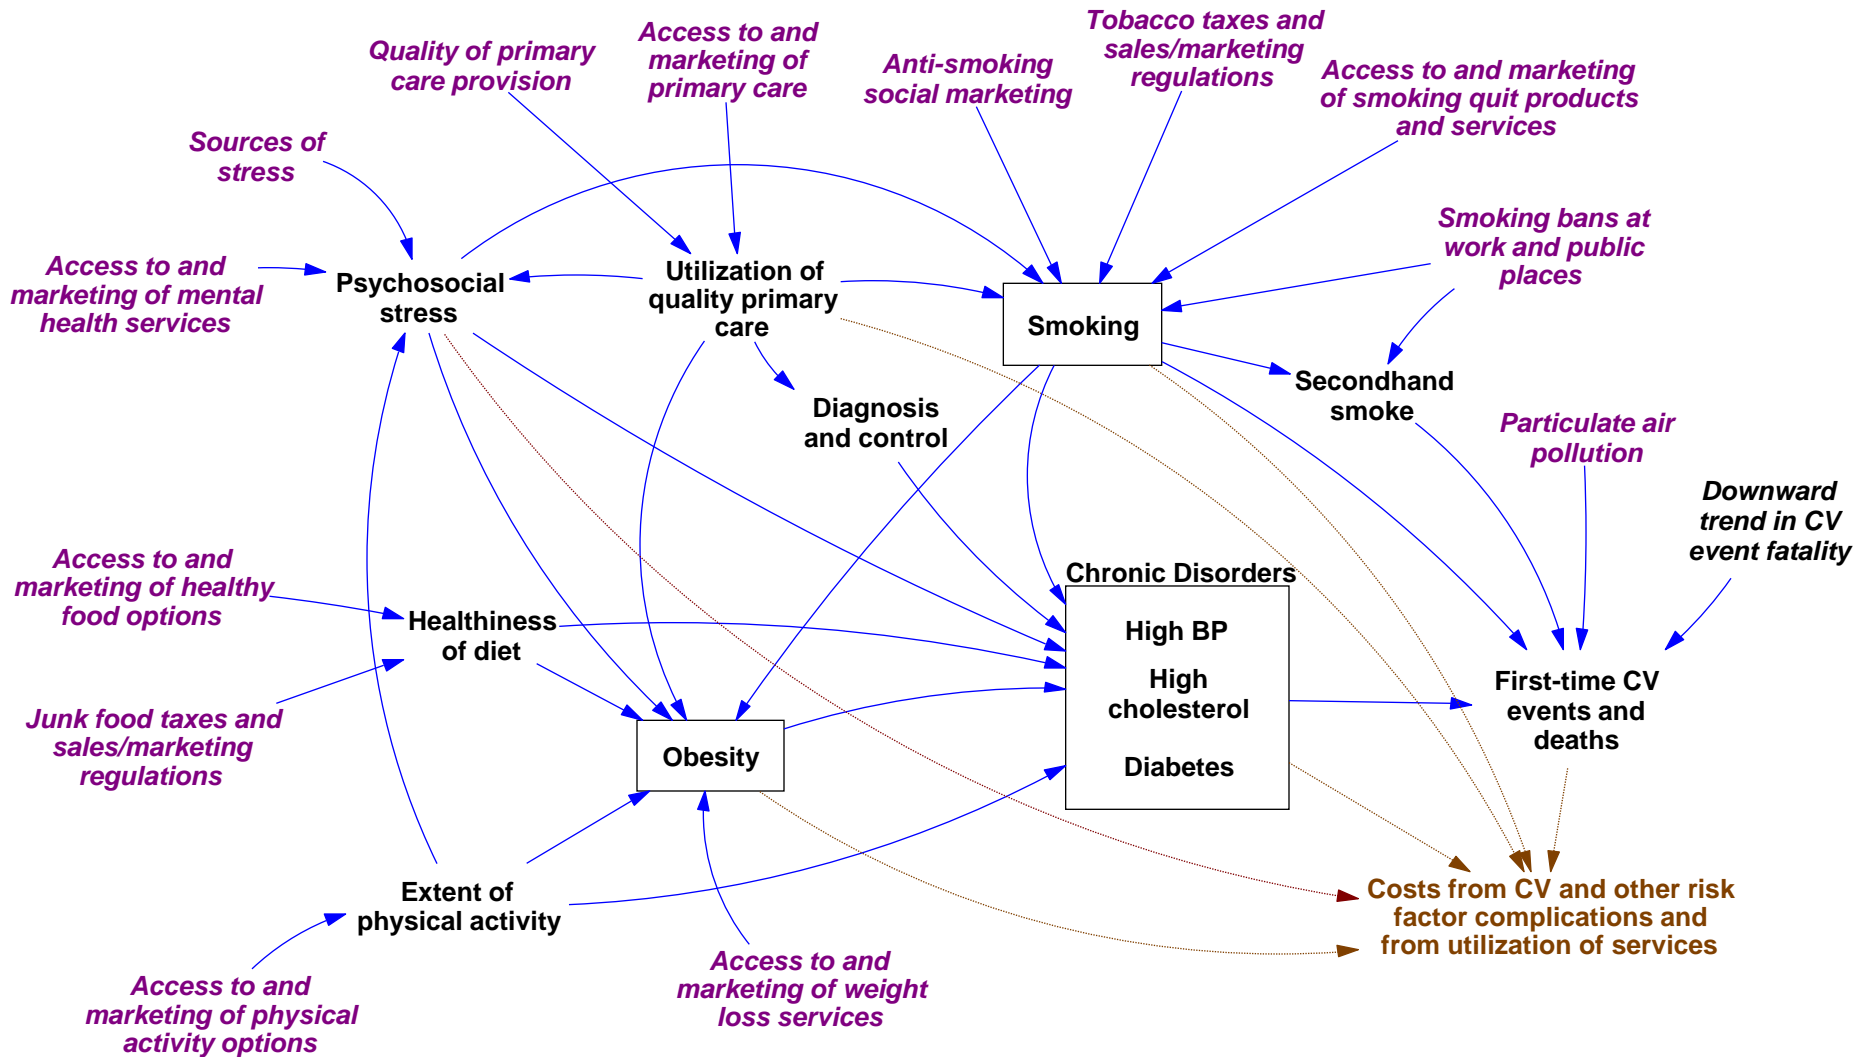 Tobacco taxes and
sales/marketing
regulations
Quality of primary
care provision
Access to and
marketing of
primary care
Anti-smoking
social marketing
Access to and marketing
of smoking quit products
and services
Sources of
stress
Smoking bans at
work and public
places
Access to and
marketing of mental
health services
Psychosocial
stress
Utilization of
quality primary
care
Smoking
Secondhand
smoke
Diagnosis
and control
Particulate air
pollution
Downward
trend in CV
event fatality
Access to and
marketing of healthy
food options
Healthiness
of diet
Chronic Disorders
High BP
High
cholesterol
Diabetes
First-time CV
events and
deaths
Junk food taxes and
sales/marketing
regulations
Obesity
Extent of
physical activity
Costs from CV and other risk
factor complications and
from utilization of services
Access to and
marketing of weight
loss services
Access to and
marketing of physical
activity options